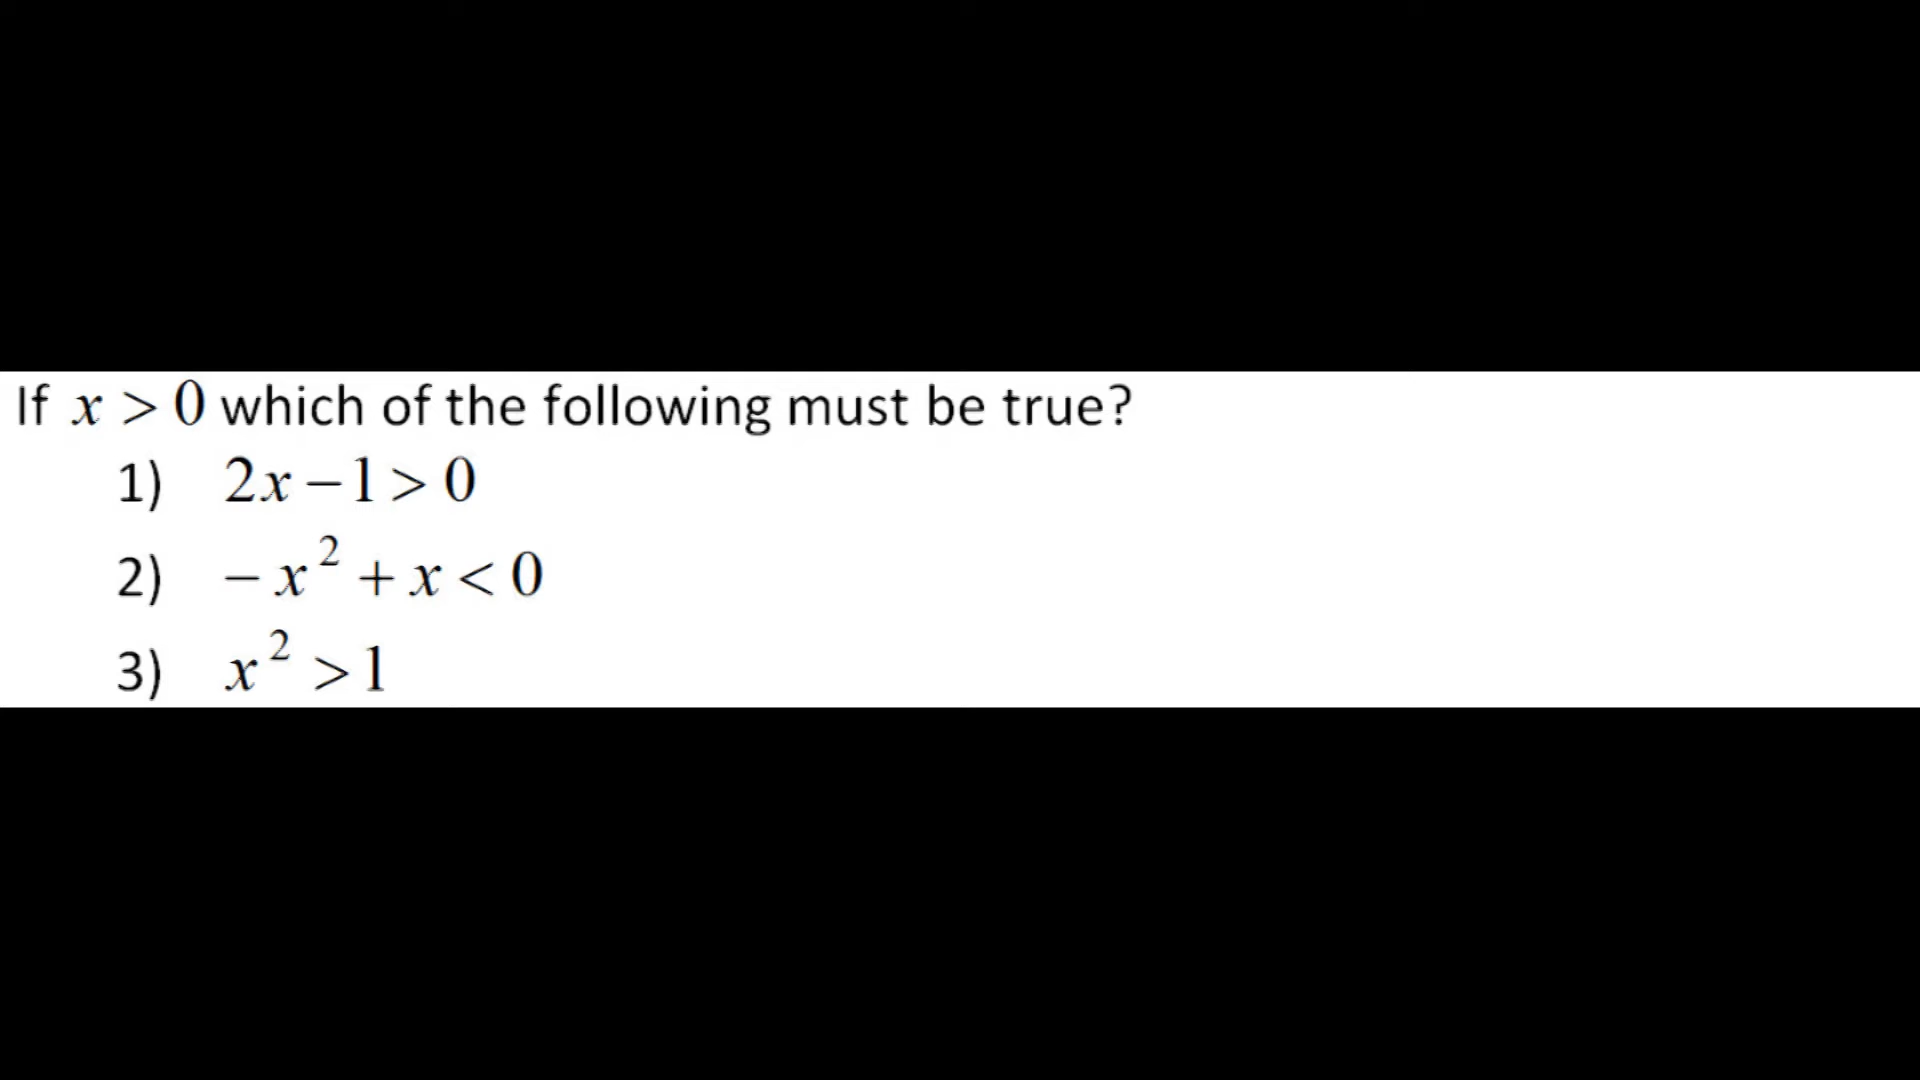 If x > 0 which of the following must be true?
1) 2x − 1 > 0
2) − x² + x < 0
3) x² > 1